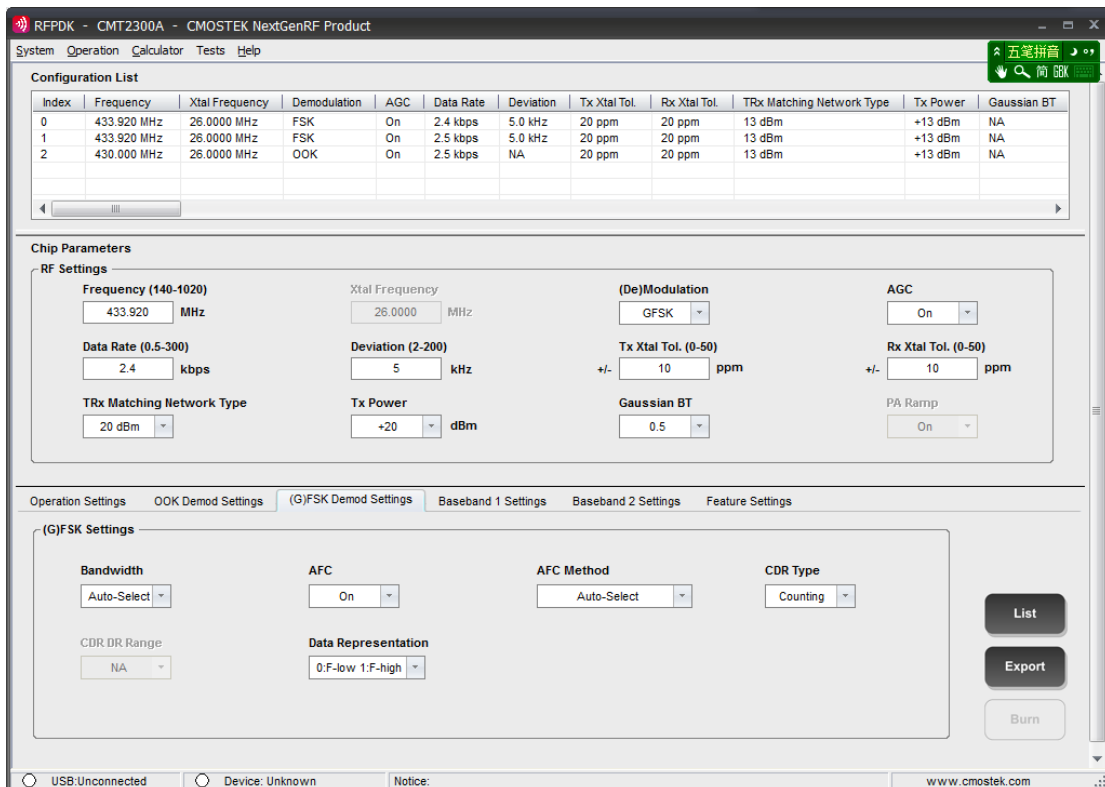 RFPDK - CMT2300A - CMOSTEK NextGenRF Product
System Operation Calculator Tests Help
五笔拼音
简 GBK
Configuration List
Index Frequency Xtal Frequency Demodulation AGC Data Rate Deviation Tx Xtal Tol. Rx Xtal Tol. TRx Matching Network Type Tx Power Gaussian BT
0 433.920 MHz 26.0000 MHz FSK On 2.4 kbps 5.0 kHz 20 ppm 20 ppm 13 dBm +13 dBm NA
1 433.920 MHz 26.0000 MHz FSK On 2.5 kbps 5.0 kHz 20 ppm 20 ppm 13 dBm +13 dBm NA
2 430.000 MHz 26.0000 MHz OOK On 2.5 kbps NA 20 ppm 20 ppm 13 dBm +13 dBm NA
Chip Parameters
RF Settings
Frequency (140-1020) Xtal Frequency (De)Modulation AGC
433.920 MHz 26.0000 MHz GFSK On
Data Rate (0.5-300) Deviation (2-200) Tx Xtal Tol. (0-50) Rx Xtal Tol. (0-50)
2.4 kbps 5 kHz +/- 10 ppm +/- 10 ppm
TRx Matching Network Type Tx Power Gaussian BT PA Ramp
20 dBm +20 dBm 0.5 On
Operation Settings OOK Demod Settings (G)FSK Demod Settings Baseband 1 Settings Baseband 2 Settings Feature Settings
(G)FSK Settings
Bandwidth AFC AFC Method CDR Type
Auto-Select On Auto-Select Counting
List
CDR DR Range Data Representation
NA 0:F-low 1:F-high
Export
Burn
USB:Unconnected Device: Unknown Notice: www.cmostek.com